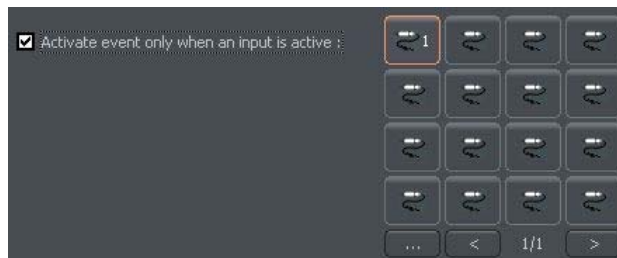 Activate event only when an input is active :
1
... < 1/1 >